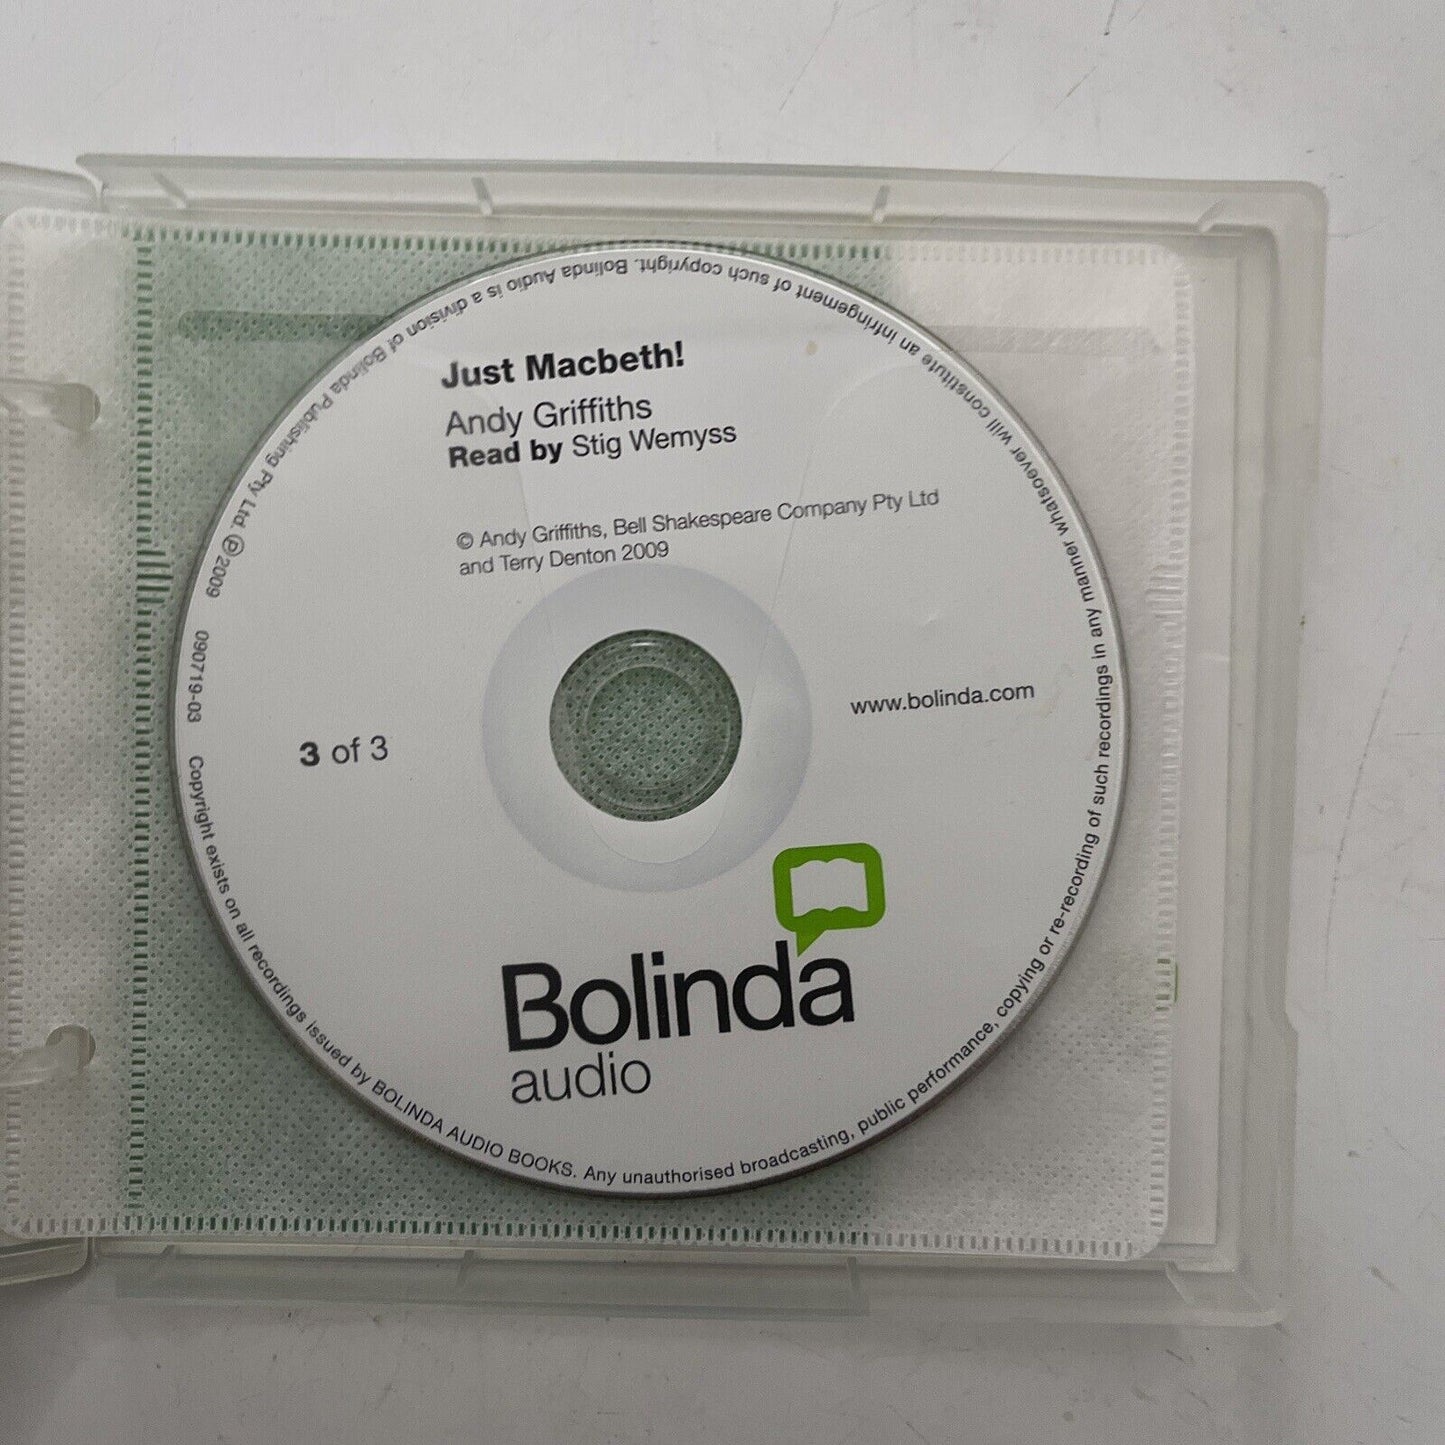 Just Macbeth!
Andy Griffiths
Read by Stig Wemyss
© Andy Griffiths, Bell Shakespeare Company Pty Ltd
and Terry Denton 2009
3 of 3
www.bolinda.com
Bolinda
audio
Copyright exists on all recordings issued by BOLINDA AUDIO BOOKS. Any unauthorised broadcasting, public performance, copying or re-recording of such recordings in any manner whatsoever will constitute an infringement of such copyright. Bolinda Audio is a division of Bolinda Publishing Pty Ltd. ℗ 2009
090719-03